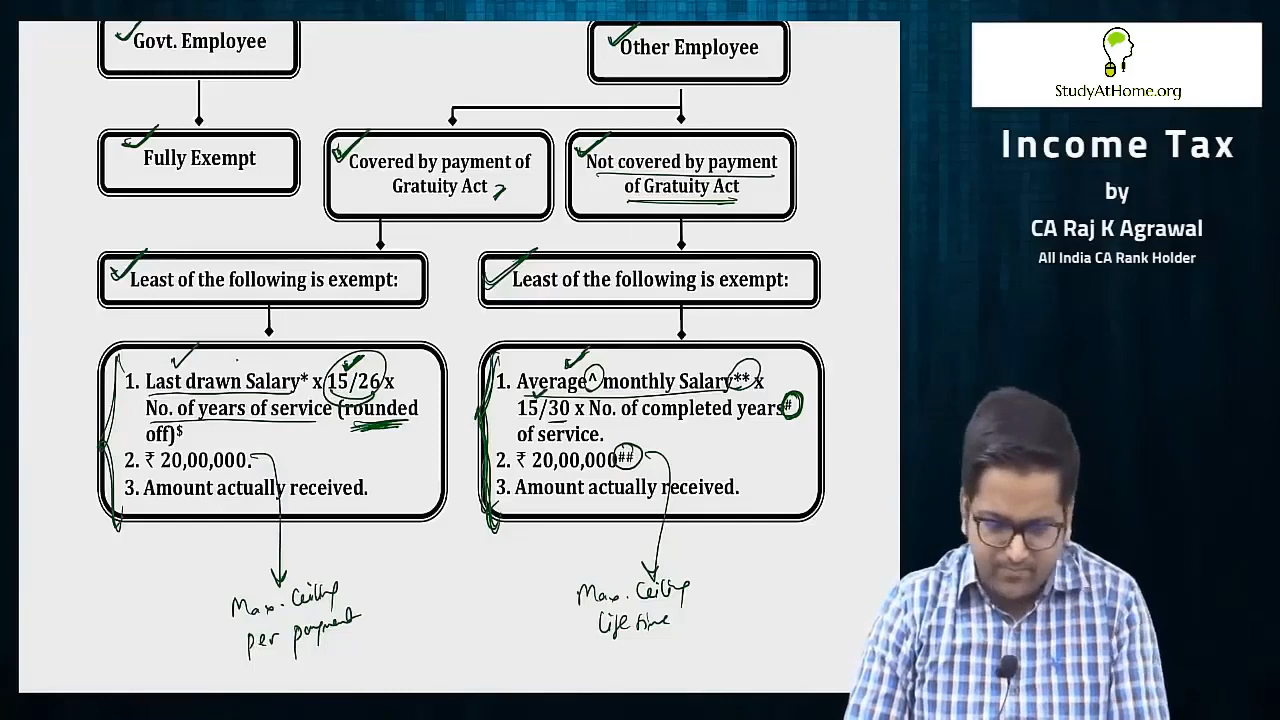 Govt. Employee
Other Employee
Fully Exempt
Covered by payment of
Gratuity Act ?
Not covered by payment
of Gratuity Act
Least of the following is exempt:
Least of the following is exempt:
1. Last drawn Salary* x 15/26 x
No. of years of service (rounded
off)$
2. ₹ 20,00,000.
3. Amount actually received.
1. Average^ monthly Salary** x
15/30 x No. of completed years#
of service.
2. ₹ 20,00,000##
3. Amount actually received.
Max. Ceiling
per payment
Max. Ceiling
Life time
StudyAtHome.org
Income Tax
by
CA Raj K Agrawal
All India CA Rank Holder